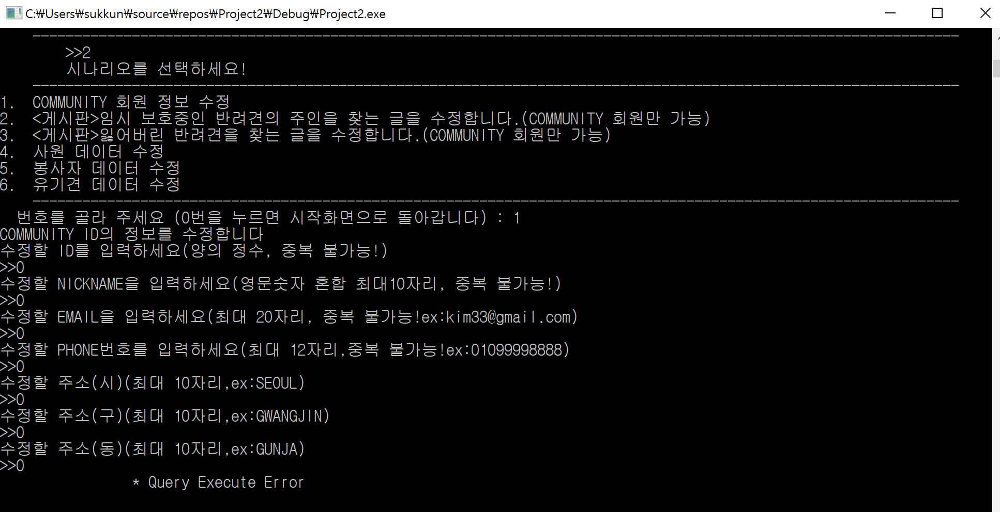 C:₩Users₩sukkun₩source₩repos₩Project2₩Debug₩Project2.exe
----------------------------------------------------------------------------------------------------------------
>>2
시나리오를 선택하세요!
----------------------------------------------------------------------------------------------------------------
1. COMMUNITY 회원 정보 수정
2. <게시판>임시 보호중인 반려견의 주인을 찾는 글을 수정합니다.(COMMUNITY 회원만 가능)
3. <게시판>잃어버린 반려견을 찾는 글을 수정합니다.(COMMUNITY 회원만 가능)
4. 사원 데이터 수정
5. 봉사자 데이터 수정
6. 유기견 데이터 수정
----------------------------------------------------------------------------------------------------------------
번호를 골라 주세요 (0번을 누르면 시작화면으로 돌아갑니다) : 1
COMMUNITY ID의 정보를 수정합니다
수정할 ID를 입력하세요(양의 정수, 중복 불가능!)
>>0
수정할 NICKNAME을 입력하세요(영문숫자 혼합 최대10자리, 중복 불가능!)
>>0
수정할 EMAIL을 입력하세요(최대 20자리, 중복 불가능!ex:kim33@gmail.com)
>>0
수정할 PHONE번호를 입력하세요(최대 12자리,중복 불가능!ex:01099998888)
>>0
수정할 주소(시)(최대 10자리,ex:SEOUL)
>>0
수정할 주소(구)(최대 10자리,ex:GWANGJIN)
>>0
수정할 주소(동)(최대 10자리,ex:GUNJA)
>>0
* Query Execute Error